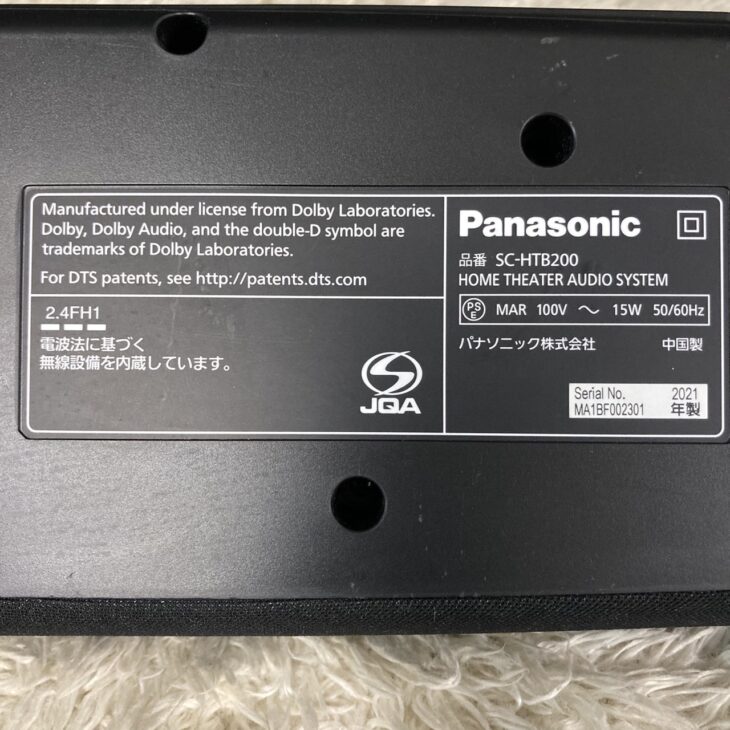 Manufactured under license from Dolby Laboratories.
Dolby, Dolby Audio, and the double-D symbol are
trademarks of Dolby Laboratories.
For DTS patents, see http://patents.dts.com
2.4FH1
電波法に基づく
無線設備を内蔵しています。
JQA
Panasonic
品番 SC-HTB200
HOME THEATER AUDIO SYSTEM
PSE MAR 100V ～ 15W 50/60Hz
パナソニック株式会社 中国製
Serial No. 2021
MA1BF002301 年製